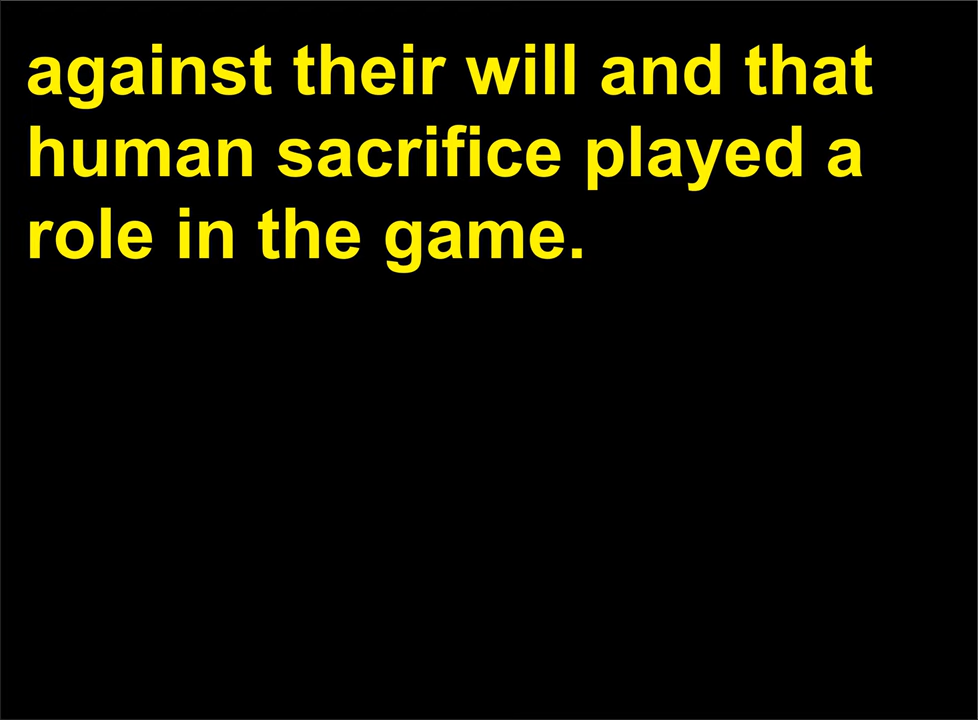 against their will and that
human sacrifice played a
role in the game.